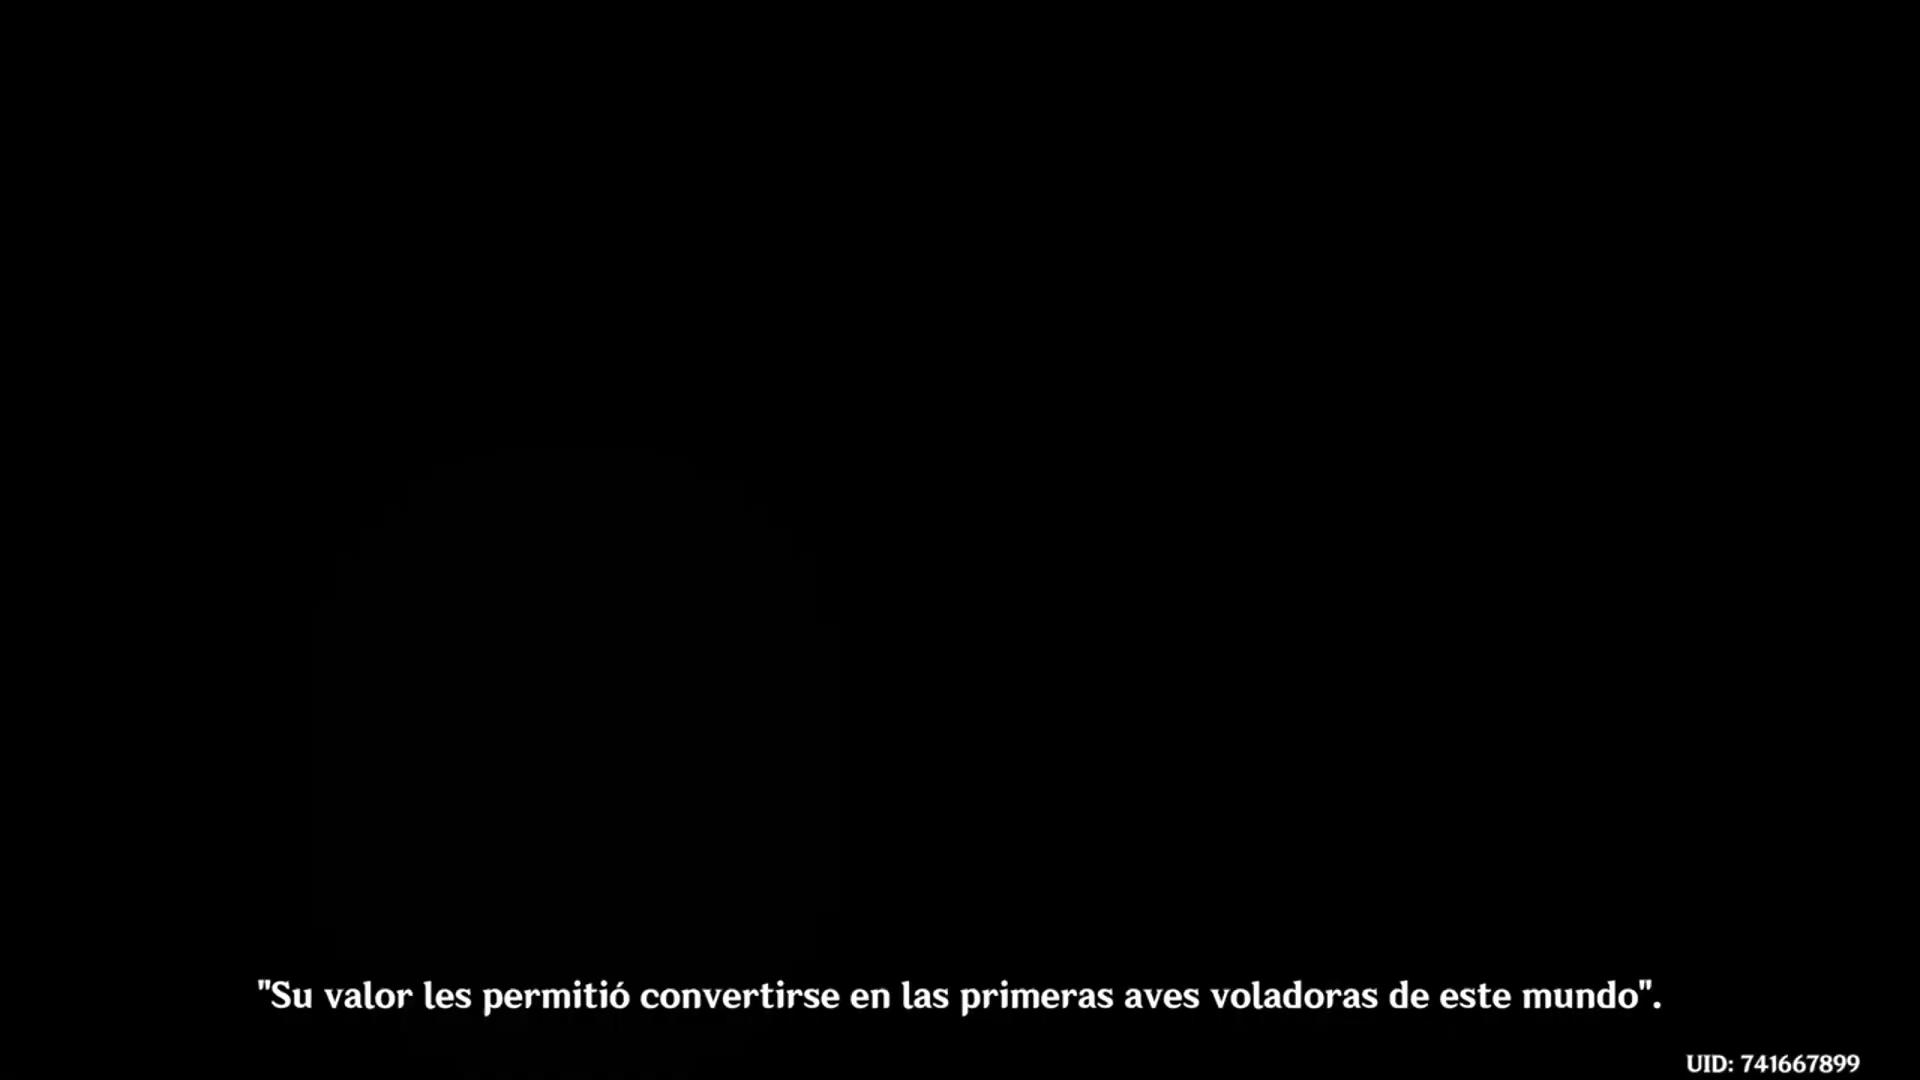 "Su valor les permitió convertirse en las primeras aves voladoras de este mundo".
UID: 741667899